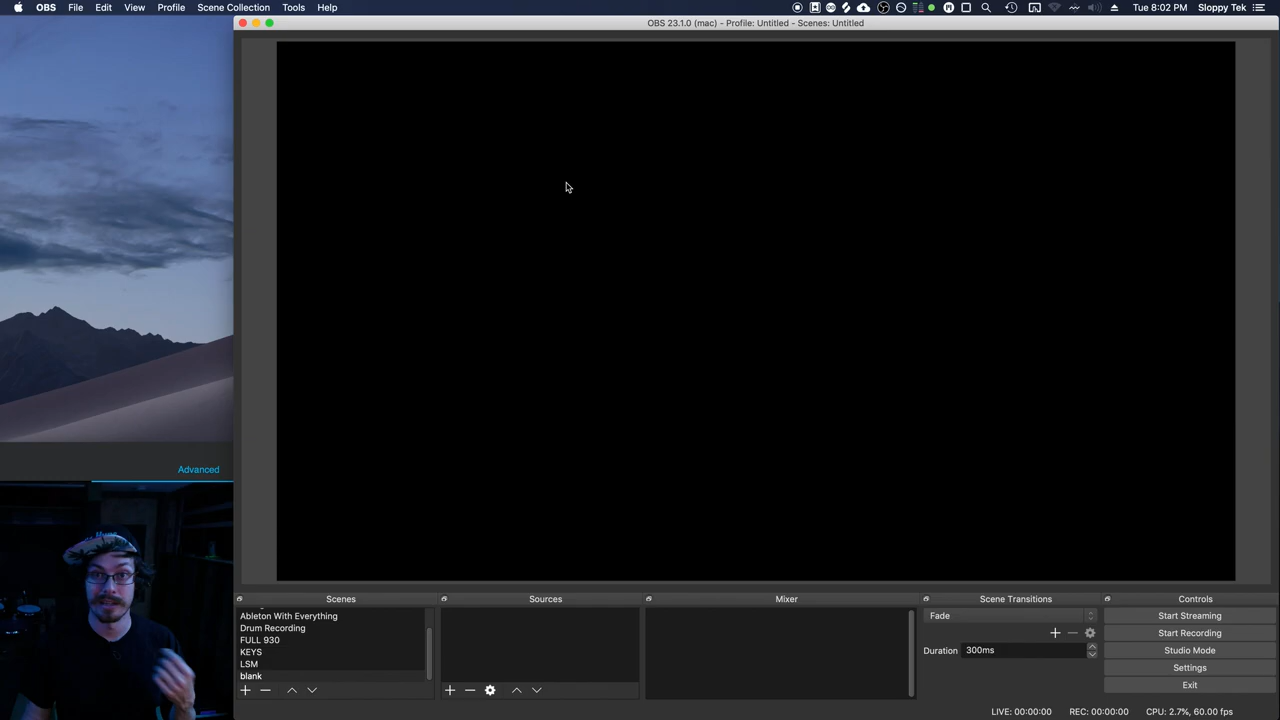 OBS File Edit View Profile Scene Collection Tools Help Tue 8:02 PM Sloppy Tek
OBS 23.1.0 (mac) - Profile: Untitled - Scenes: Untitled
Advanced
Scenes Sources Mixer Scene Transitions Controls
Ableton With Everything
Drum Recording
FULL 930
KEYS
LSM
blank
Fade
Duration 300ms
Start Streaming
Start Recording
Studio Mode
Settings
Exit
LIVE: 00:00:00 REC: 00:00:00 CPU: 2.7%, 60.00 fps